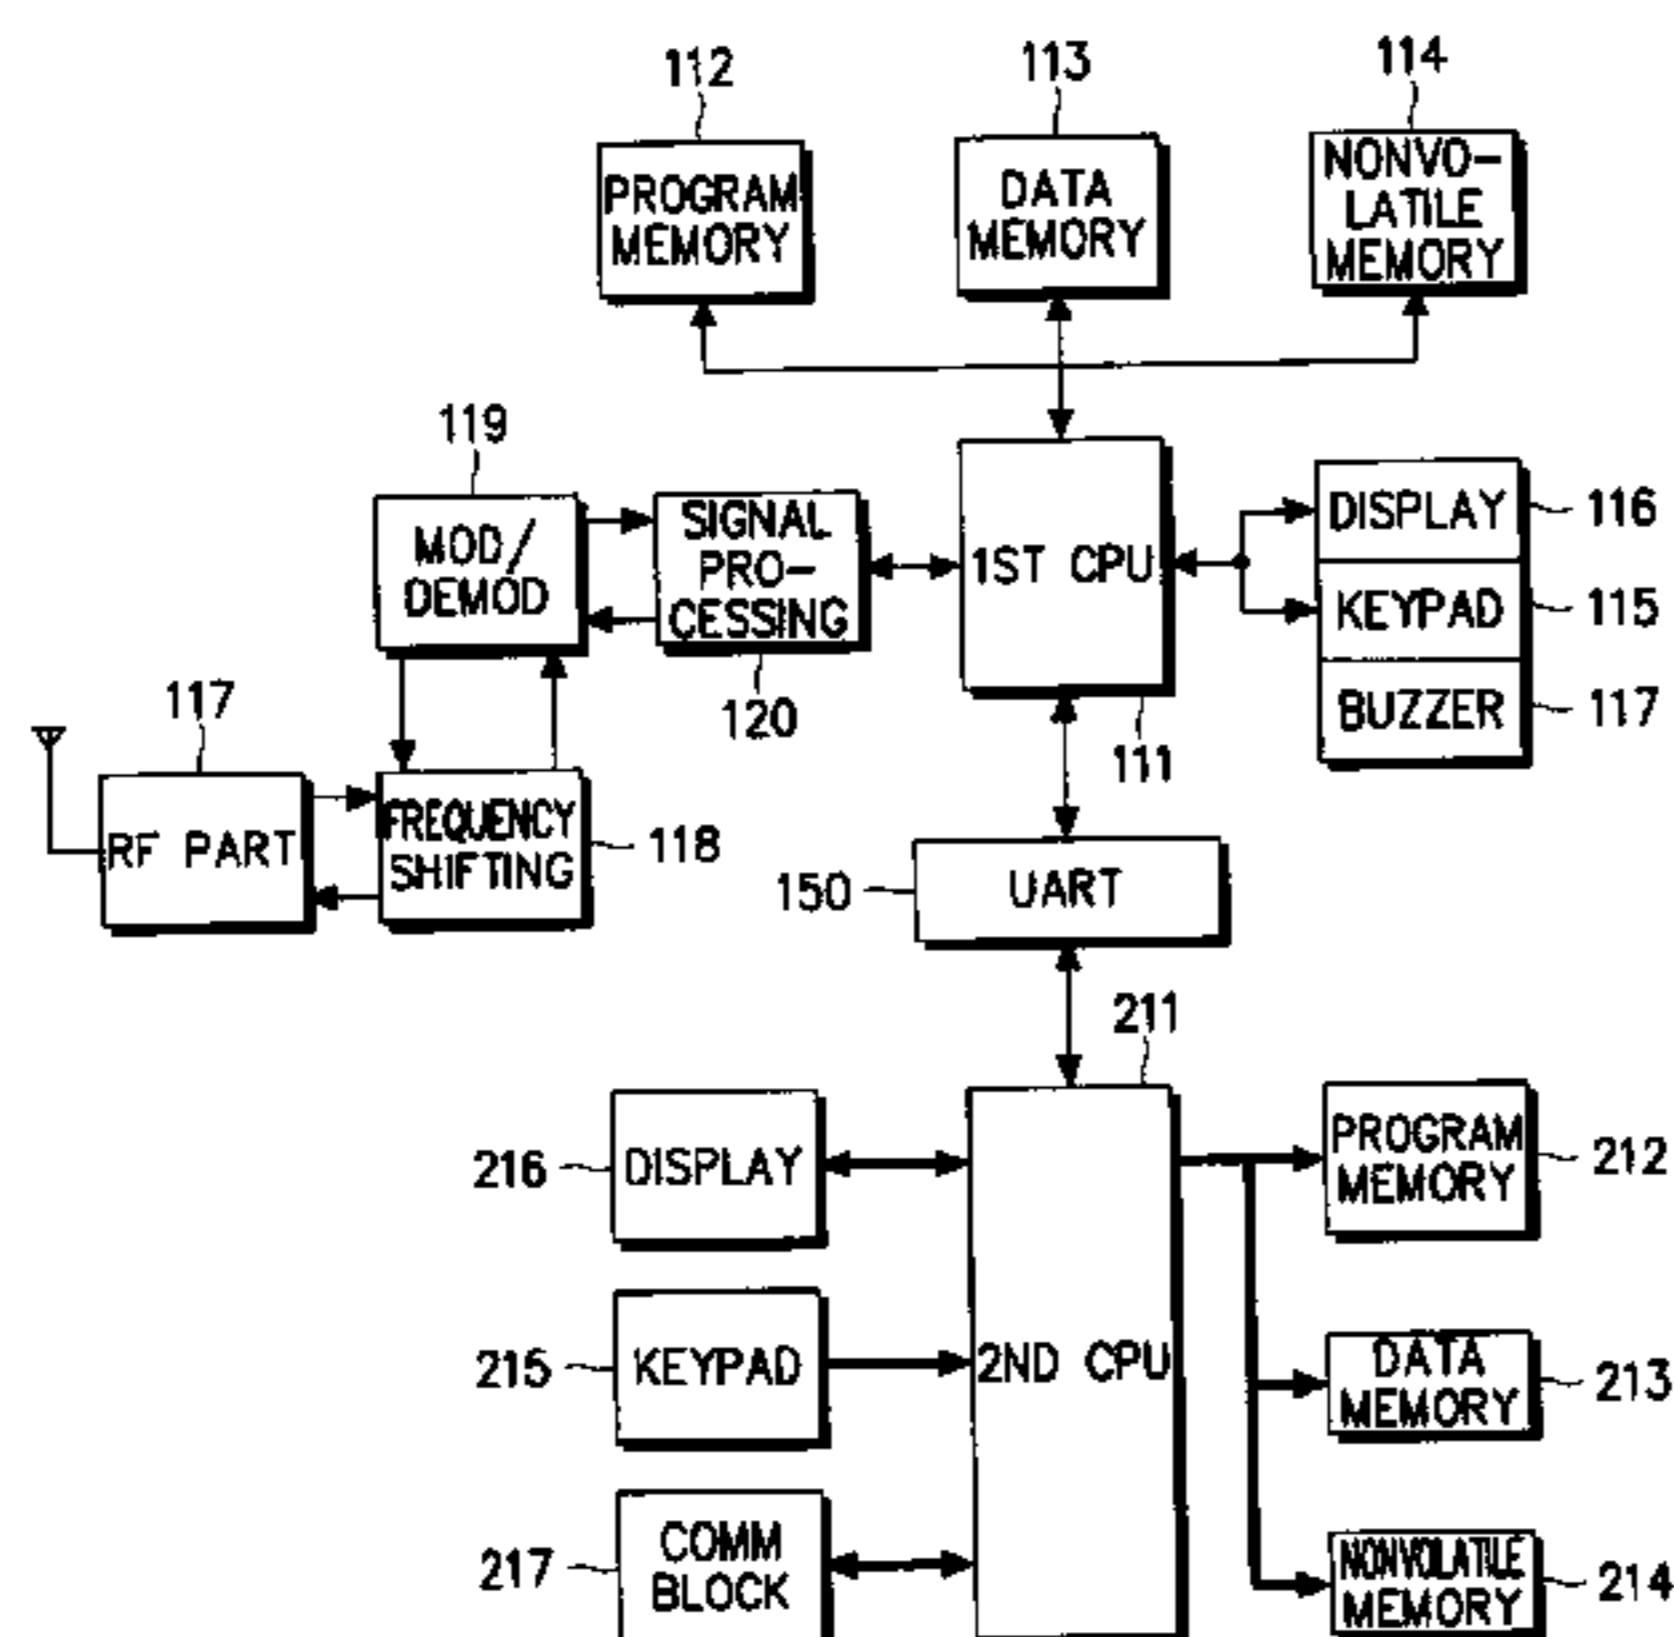 112
113
114
PROGRAM
MEMORY
DATA
MEMORY
NONVO-
LATILE
MEMORY
119
MOD/
DEMOD
SIGNAL
PRO-
CESSING
120
1ST CPU
111
DISPLAY
116
KEYPAD
115
BUZZER
117
117
RF PART
FREQUENCY
SHIFTING
118
150
UART
211
216
DISPLAY
215
KEYPAD
217
COMM
BLOCK
2ND CPU
PROGRAM
MEMORY
212
DATA
MEMORY
213
NONVOLATILE
MEMORY
214